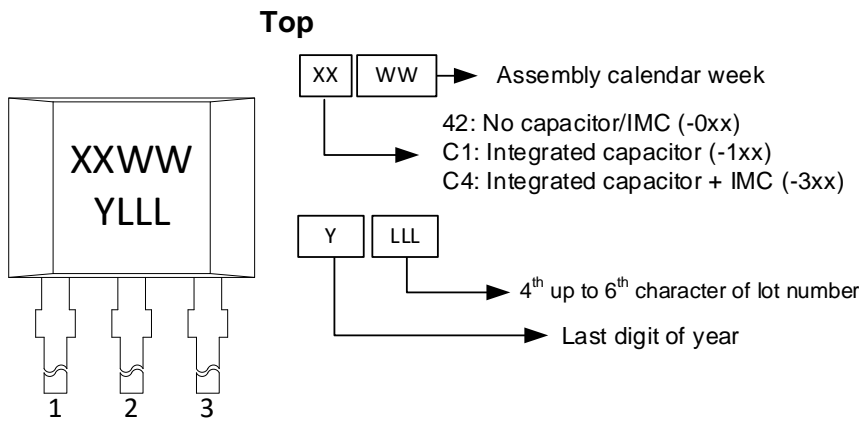 Top
XX WW Assembly calendar week
42: No capacitor/IMC (-0xx)
C1: Integrated capacitor (-1xx)
C4: Integrated capacitor + IMC (-3xx)
XXWW
YLLL
Y LLL
4th up to 6th character of lot number
Last digit of year
1 2 3